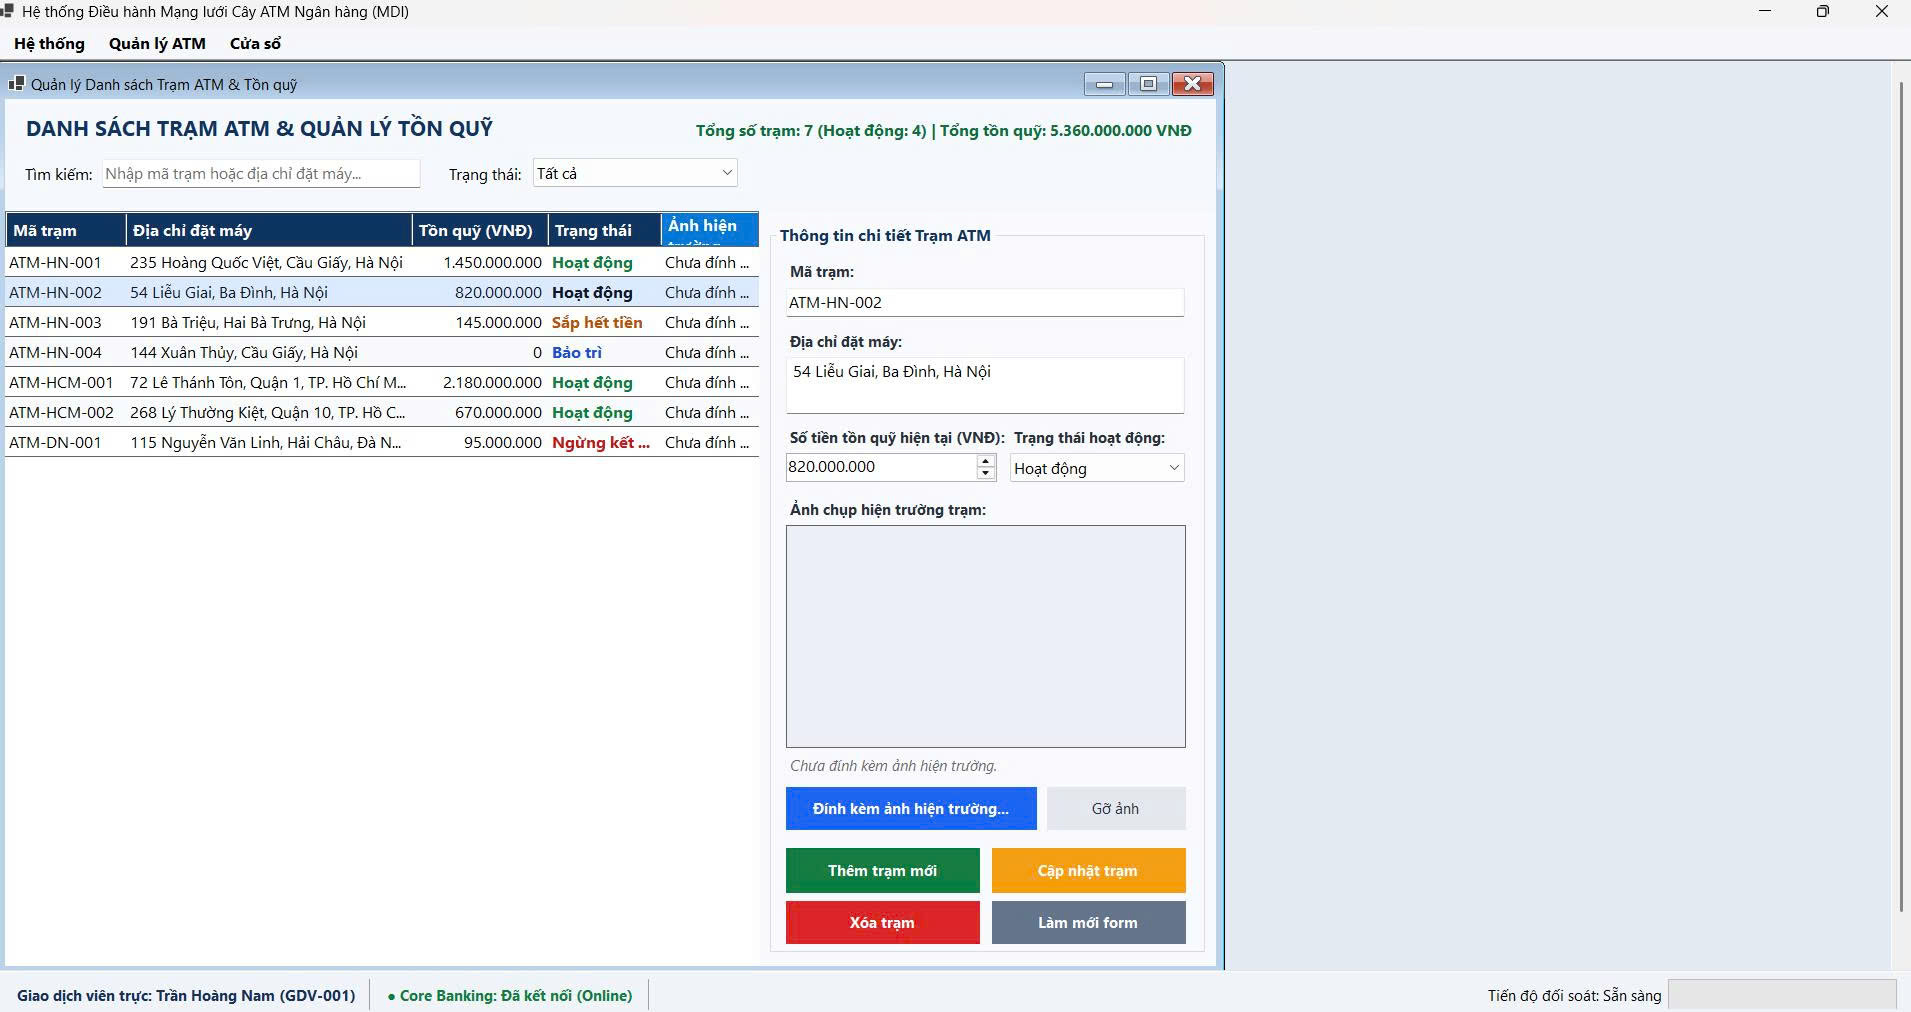 Hệ thống Điều hành Mạng lưới Cây ATM Ngân hàng (MDI)
Hệ thống Quản lý ATM Cửa sổ
Quản lý Danh sách Trạm ATM & Tồn quỹ
DANH SÁCH TRẠM ATM & QUẢN LÝ TỒN QUỸ
Tổng số trạm: 7 (Hoạt động: 4) | Tổng tồn quỹ: 5.360.000.000 VNĐ
Tìm kiếm: Nhập mã trạm hoặc địa chỉ đặt máy... Trạng thái: Tất cả
Mã trạm Địa chỉ đặt máy Tồn quỹ (VNĐ) Trạng thái Ảnh hiện
ATM-HN-001 235 Hoàng Quốc Việt, Cầu Giấy, Hà Nội 1.450.000.000 Hoạt động Chưa đính ...
ATM-HN-002 54 Liễu Giai, Ba Đình, Hà Nội 820.000.000 Hoạt động Chưa đính ...
ATM-HN-003 191 Bà Triệu, Hai Bà Trưng, Hà Nội 145.000.000 Sắp hết tiền Chưa đính ...
ATM-HN-004 144 Xuân Thủy, Cầu Giấy, Hà Nội 0 Bảo trì Chưa đính ...
ATM-HCM-001 72 Lê Thánh Tôn, Quận 1, TP. Hồ Chí M... 2.180.000.000 Hoạt động Chưa đính ...
ATM-HCM-002 268 Lý Thường Kiệt, Quận 10, TP. Hồ C... 670.000.000 Hoạt động Chưa đính ...
ATM-DN-001 115 Nguyễn Văn Linh, Hải Châu, Đà N... 95.000.000 Ngừng kết ... Chưa đính ...
Thông tin chi tiết Trạm ATM
Mã trạm:
ATM-HN-002
Địa chỉ đặt máy:
54 Liễu Giai, Ba Đình, Hà Nội
Số tiền tồn quỹ hiện tại (VNĐ): Trạng thái hoạt động:
820.000.000 Hoạt động
Ảnh chụp hiện trường trạm:
Chưa đính kèm ảnh hiện trường.
Đính kèm ảnh hiện trường... Gỡ ảnh
Thêm trạm mới Cập nhật trạm
Xóa trạm Làm mới form
Giao dịch viên trực: Trần Hoàng Nam (GDV-001) ● Core Banking: Đã kết nối (Online) Tiến độ đối soát: Sẵn sàng